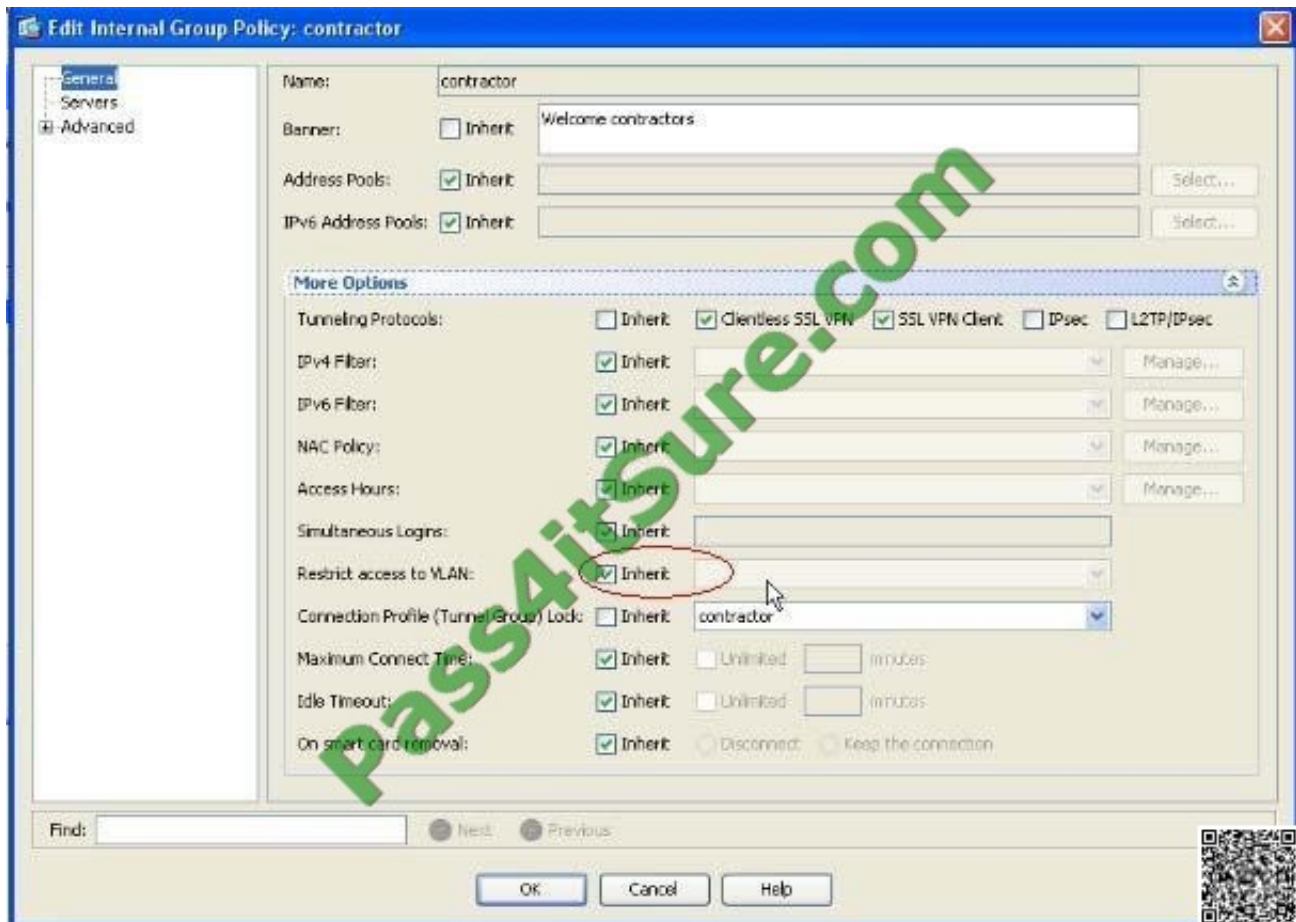 Edit Internal Group Policy: contractor
General
Servers
Advanced
Name: contractor
Banner: Inherit Welcome contractors
Address Pools: Inherit Select...
IPv6 Address Pools: Inherit Select...
More Options
Tunneling Protocols: Inherit Clientless SSL VPN SSL VPN Client IPsec L2TP/IPsec
IPv4 Filter: Inherit Manage...
IPv6 Filter: Inherit Manage...
NAC Policy: Inherit Manage...
Access Hours: Inherit Manage...
Simultaneous Logins: Inherit
Restrict access to VLAN: Inherit
Connection Profile (Tunnel Group) Lock: Inherit contractor
Maximum Connect Time: Inherit Unlimited minutes
Idle Timeout: Inherit Unlimited minutes
On smart card removal: Inherit Disconnect Keep the connection
Find: Next Previous
OK Cancel Help
Pass4itSure.com